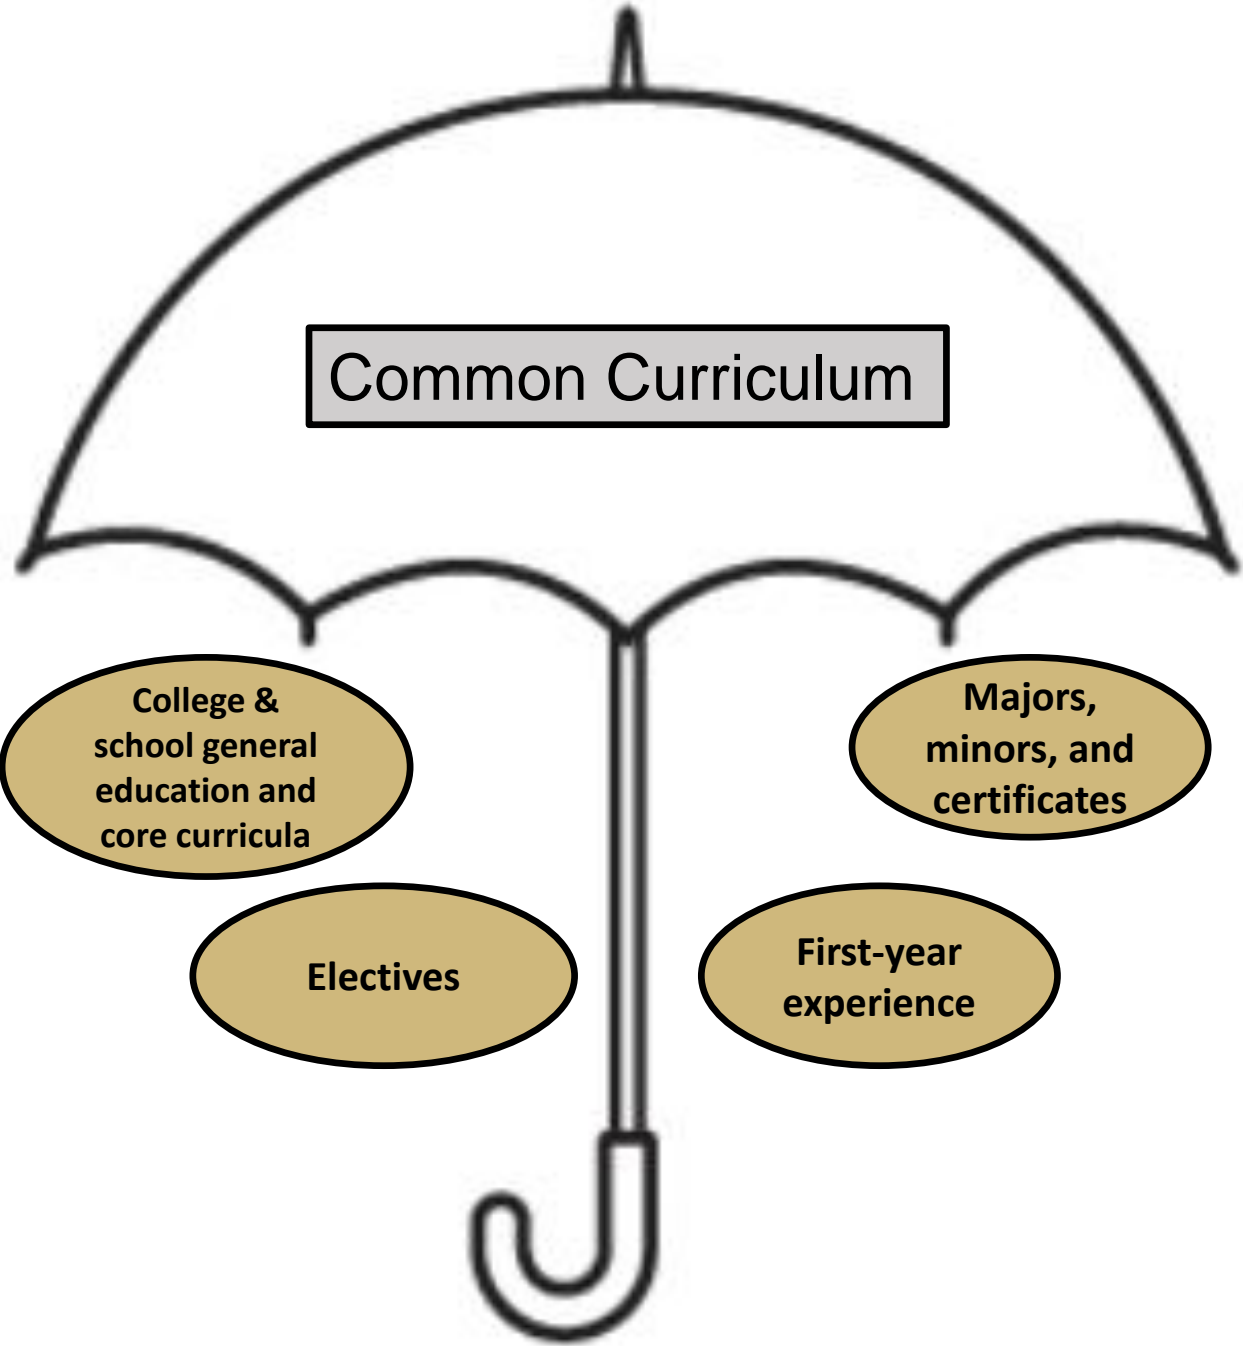 Common Curriculum
College &
school general
education and
core curricula
Majors,
minors, and
certificates
Electives
First-year
experience